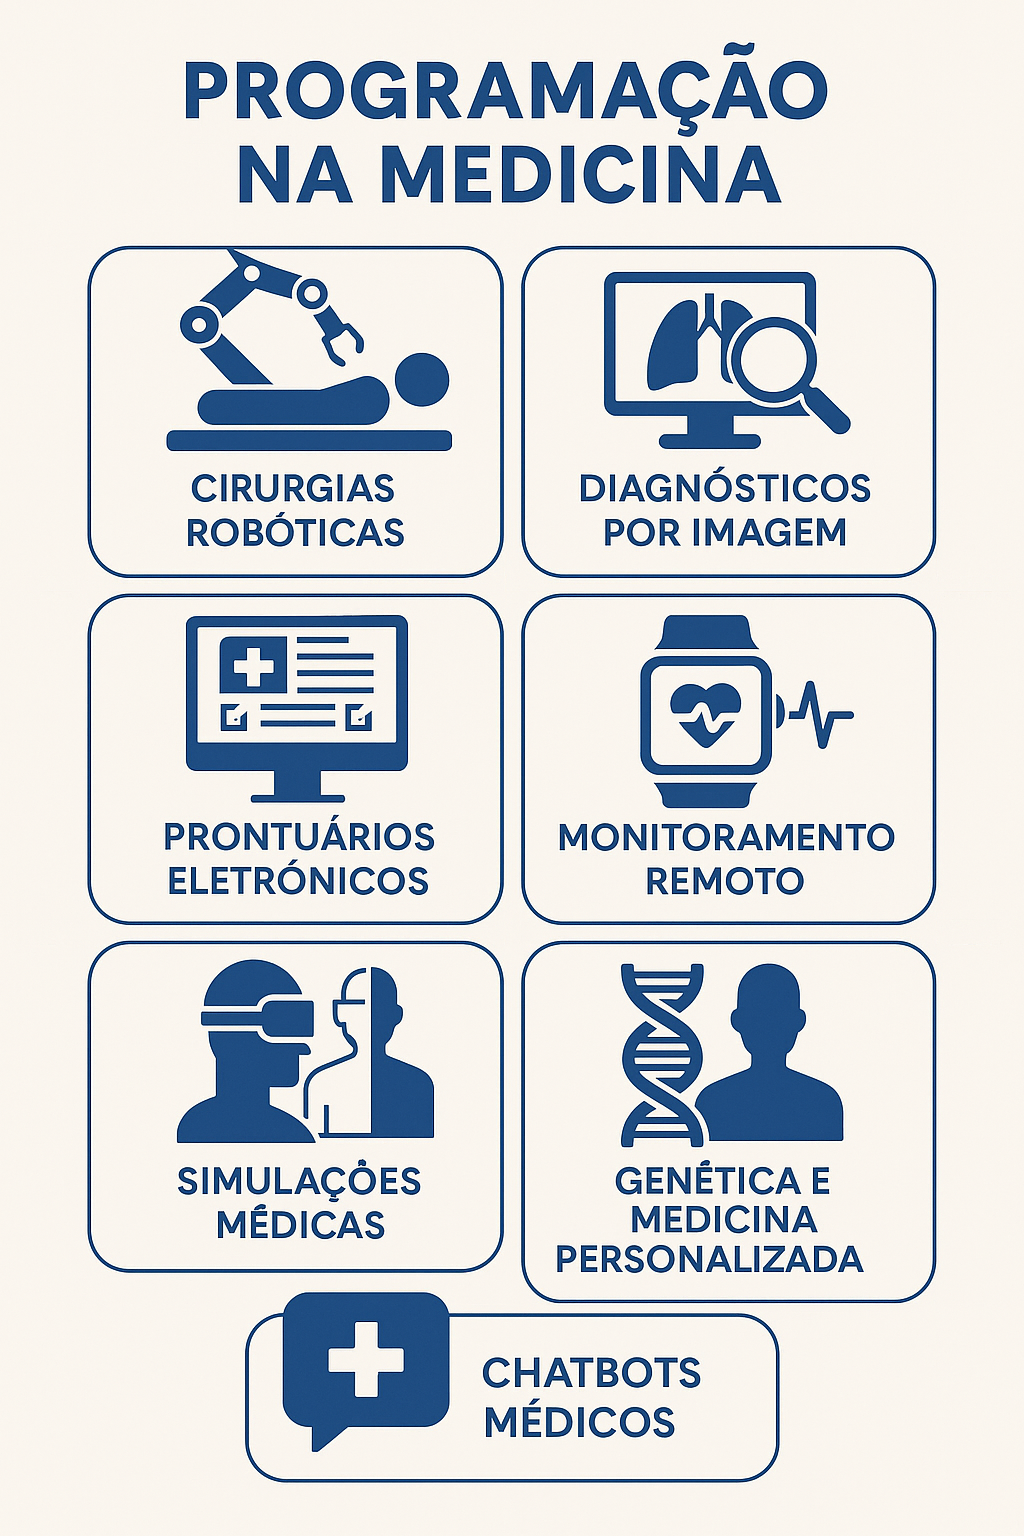 PROGRAMAÇÃO
NA MEDICINA
CIRURGIAS
ROBÓTICAS
DIAGNÓSTICOS
POR IMAGEM
PRONTUÁRIOS
ELETRÓNICOS
MONITORAMENTO
REMOTO
SIMULAÇÕES
MÉDICAS
GENÉTICA E
MEDICINA
PERSONALIZADA
CHATBOTS
MÉDICOS